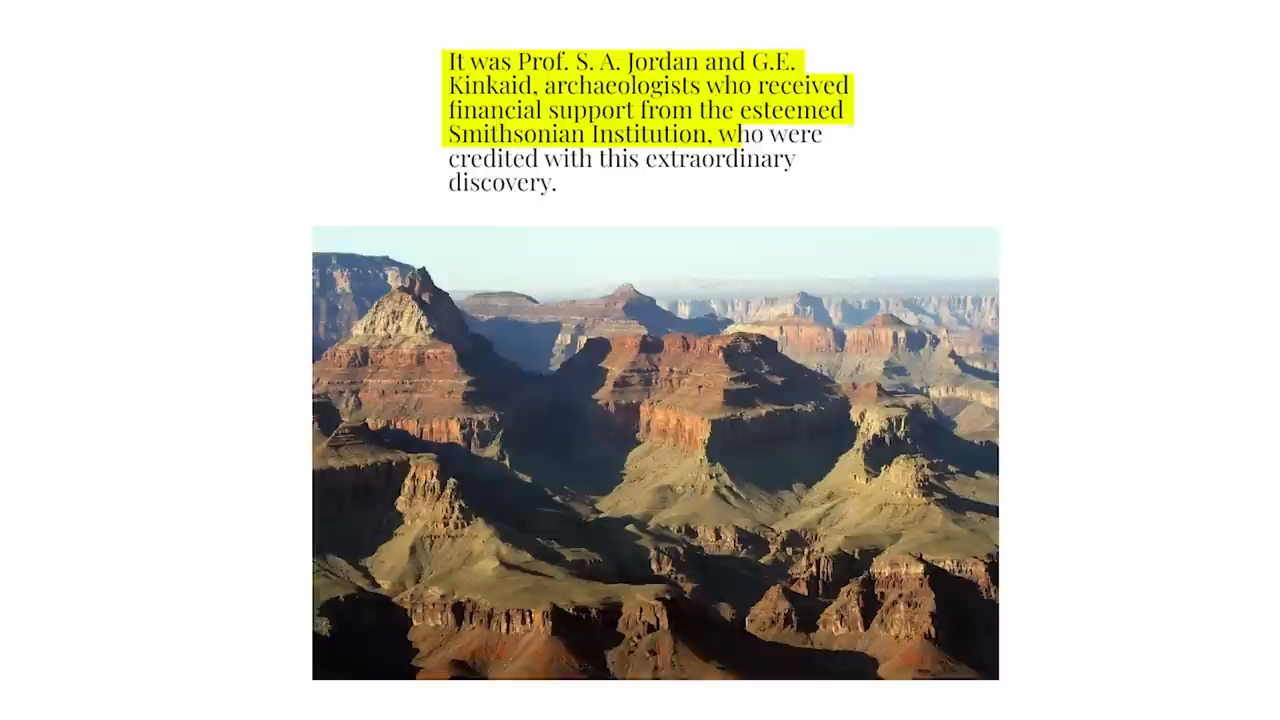 It was Prof. S. A. Jordan and G.E.
Kinkaid, archaeologists who received
financial support from the esteemed
Smithsonian Institution, who were
credited with this extraordinary
discovery.